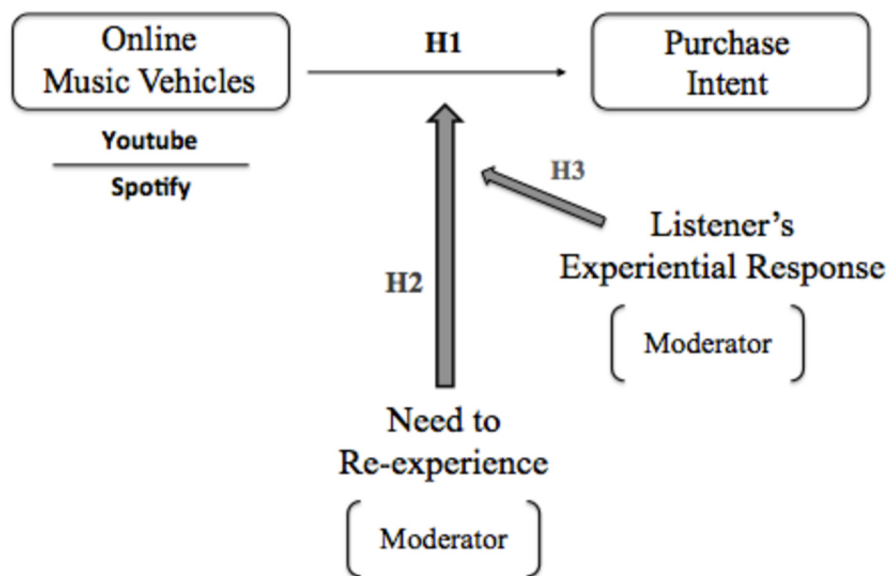 Online
Music Vehicles
H1
Purchase
Intent
Youtube
Spotify
H3
Listener's
Experiential Response
Moderator
H2
Need to
Re-experience
Moderator